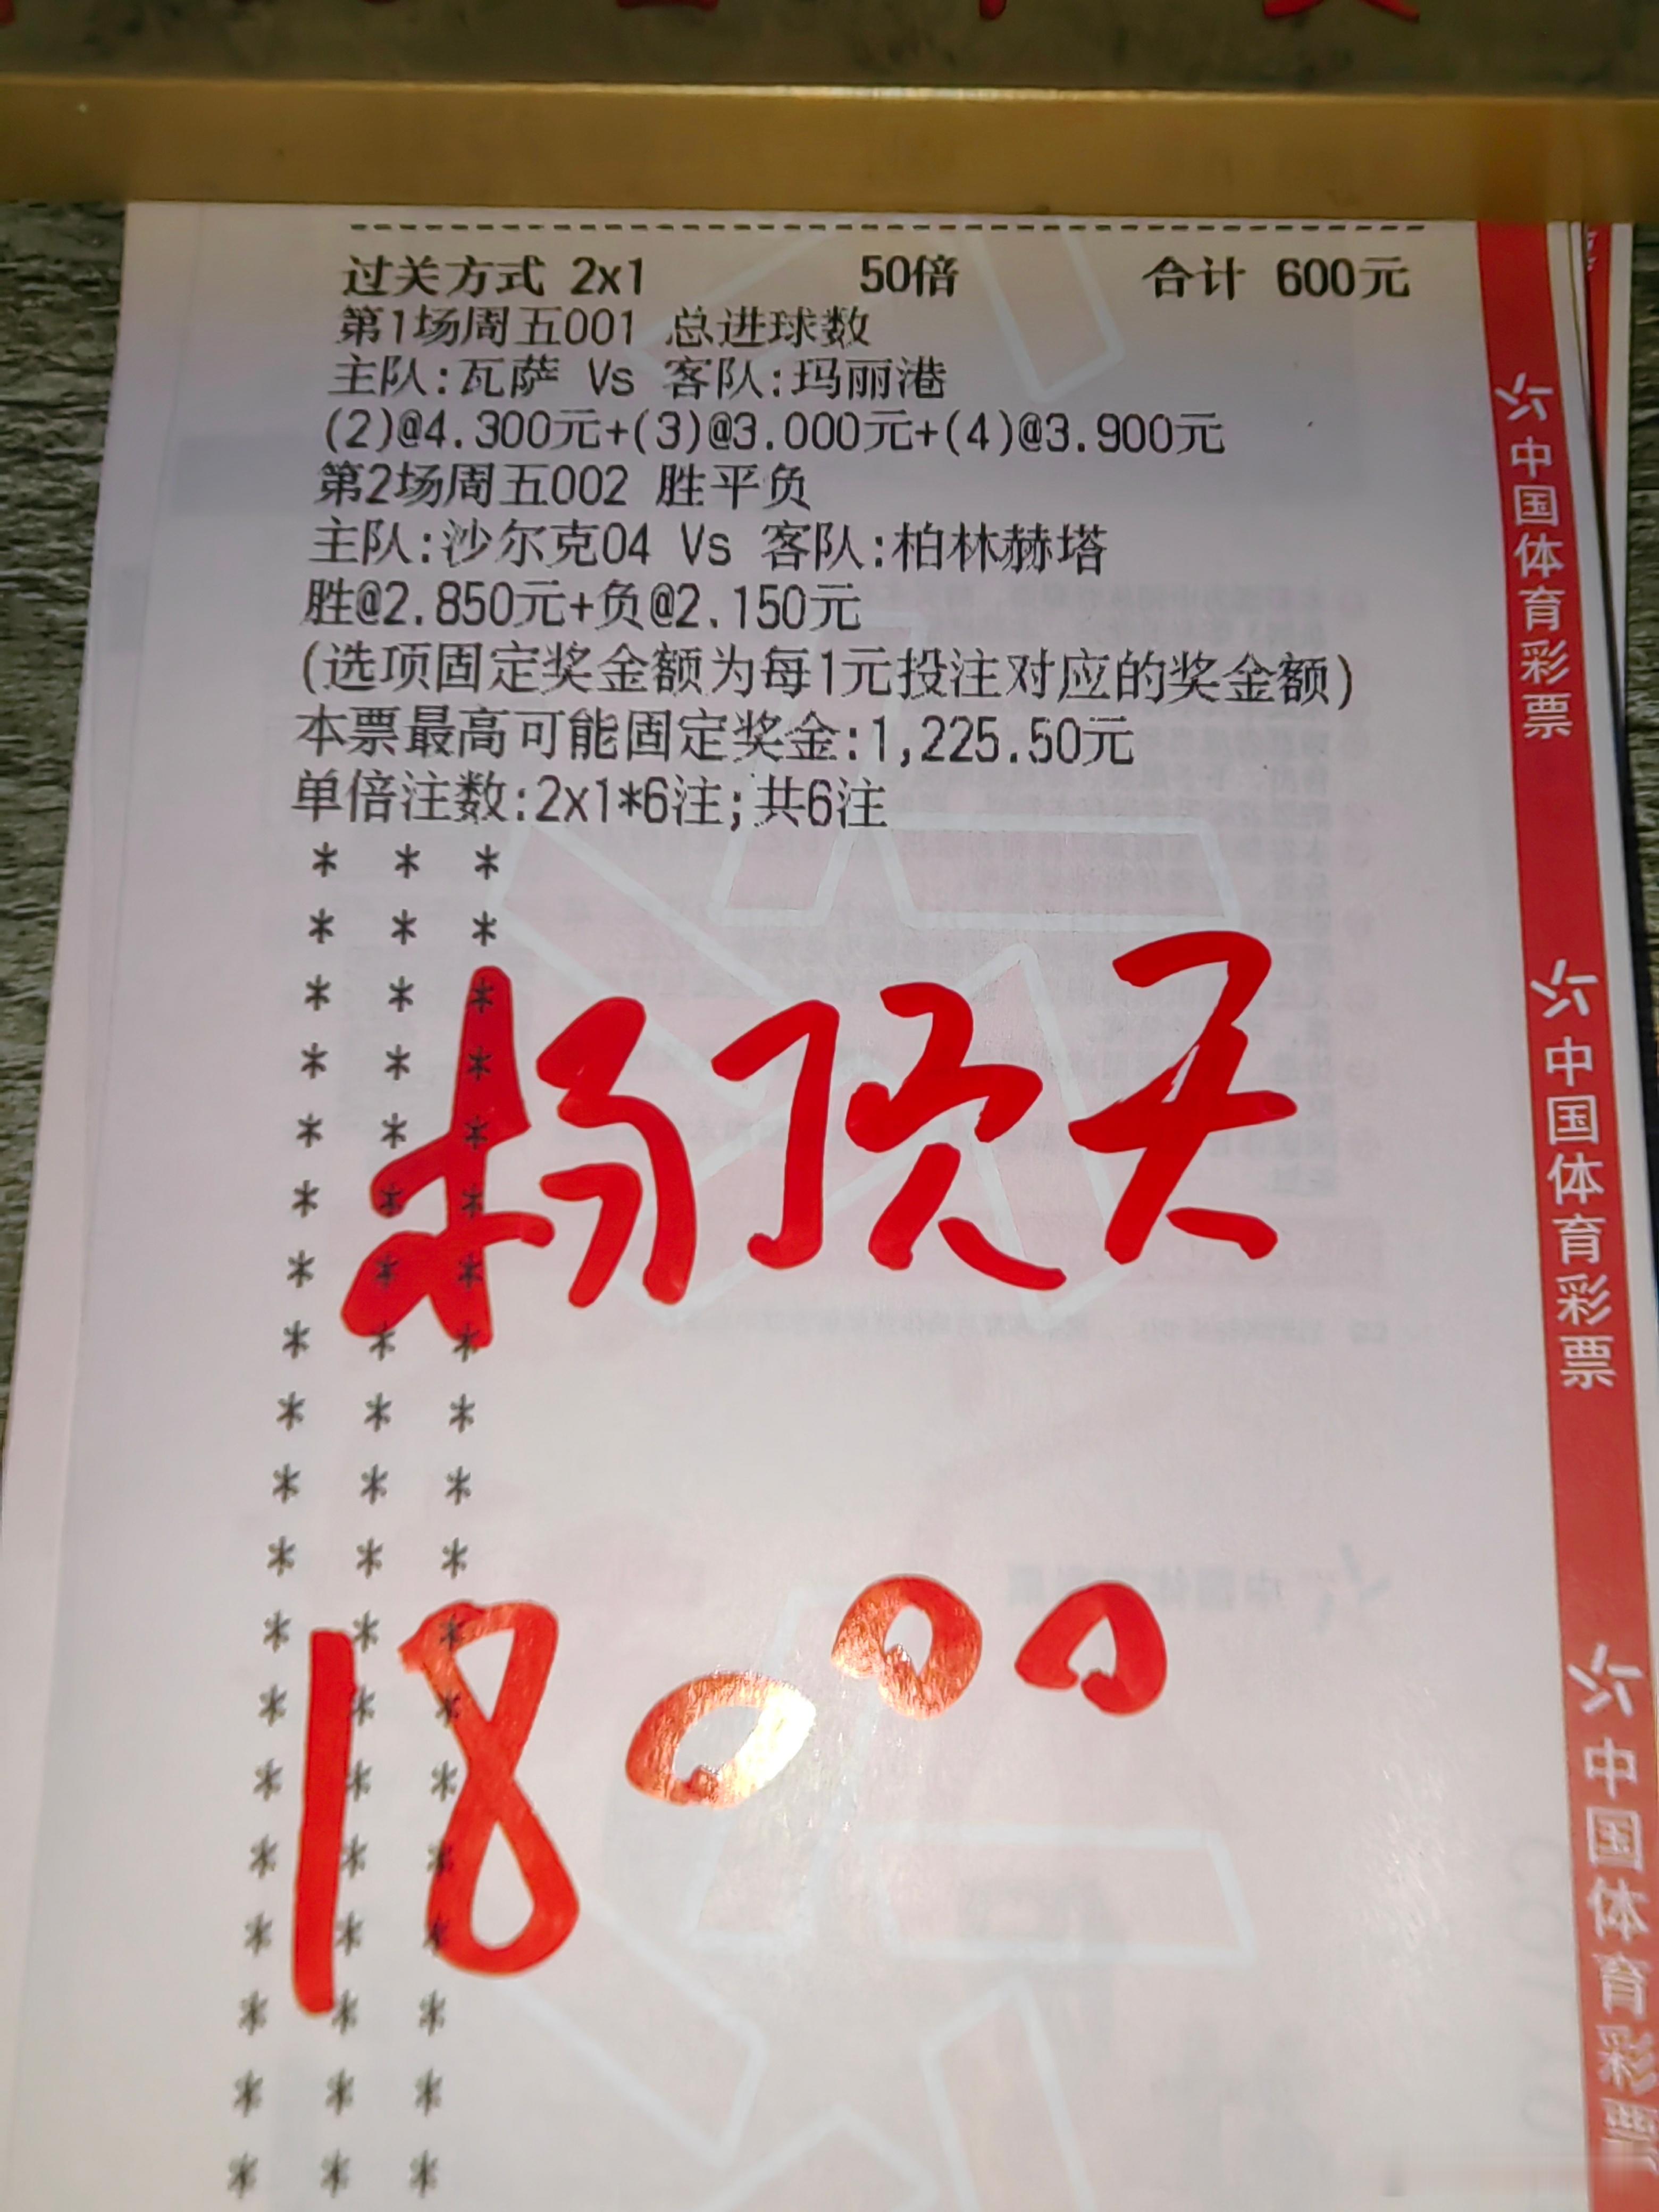 过关方式 2x1 50倍 合计 600元
第1场周五001 总进球数
主队:瓦萨 Vs 客队:玛丽港
(2)@4.300元+(3)@3.000元+(4)@3.900元
第2场周五002 胜平负
主队:沙尔克04 Vs 客队:柏林赫塔
胜@2.850元+负@2.150元
(选项固定奖金额为每1元投注对应的奖金额)
本票最高可能固定奖金:1,225.50元
单倍注数:2x1*6注;共6注
杨顶天
18000
中国体育彩票
中国体育彩票
中国体育彩票